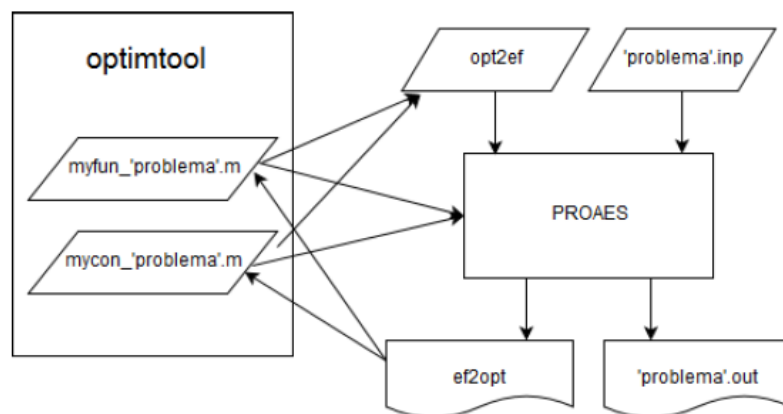 optimtool
opt2ef
'problema'.inp
myfun_'problema'.m
PROAES
mycon_'problema'.m
ef2opt
'problema'.out